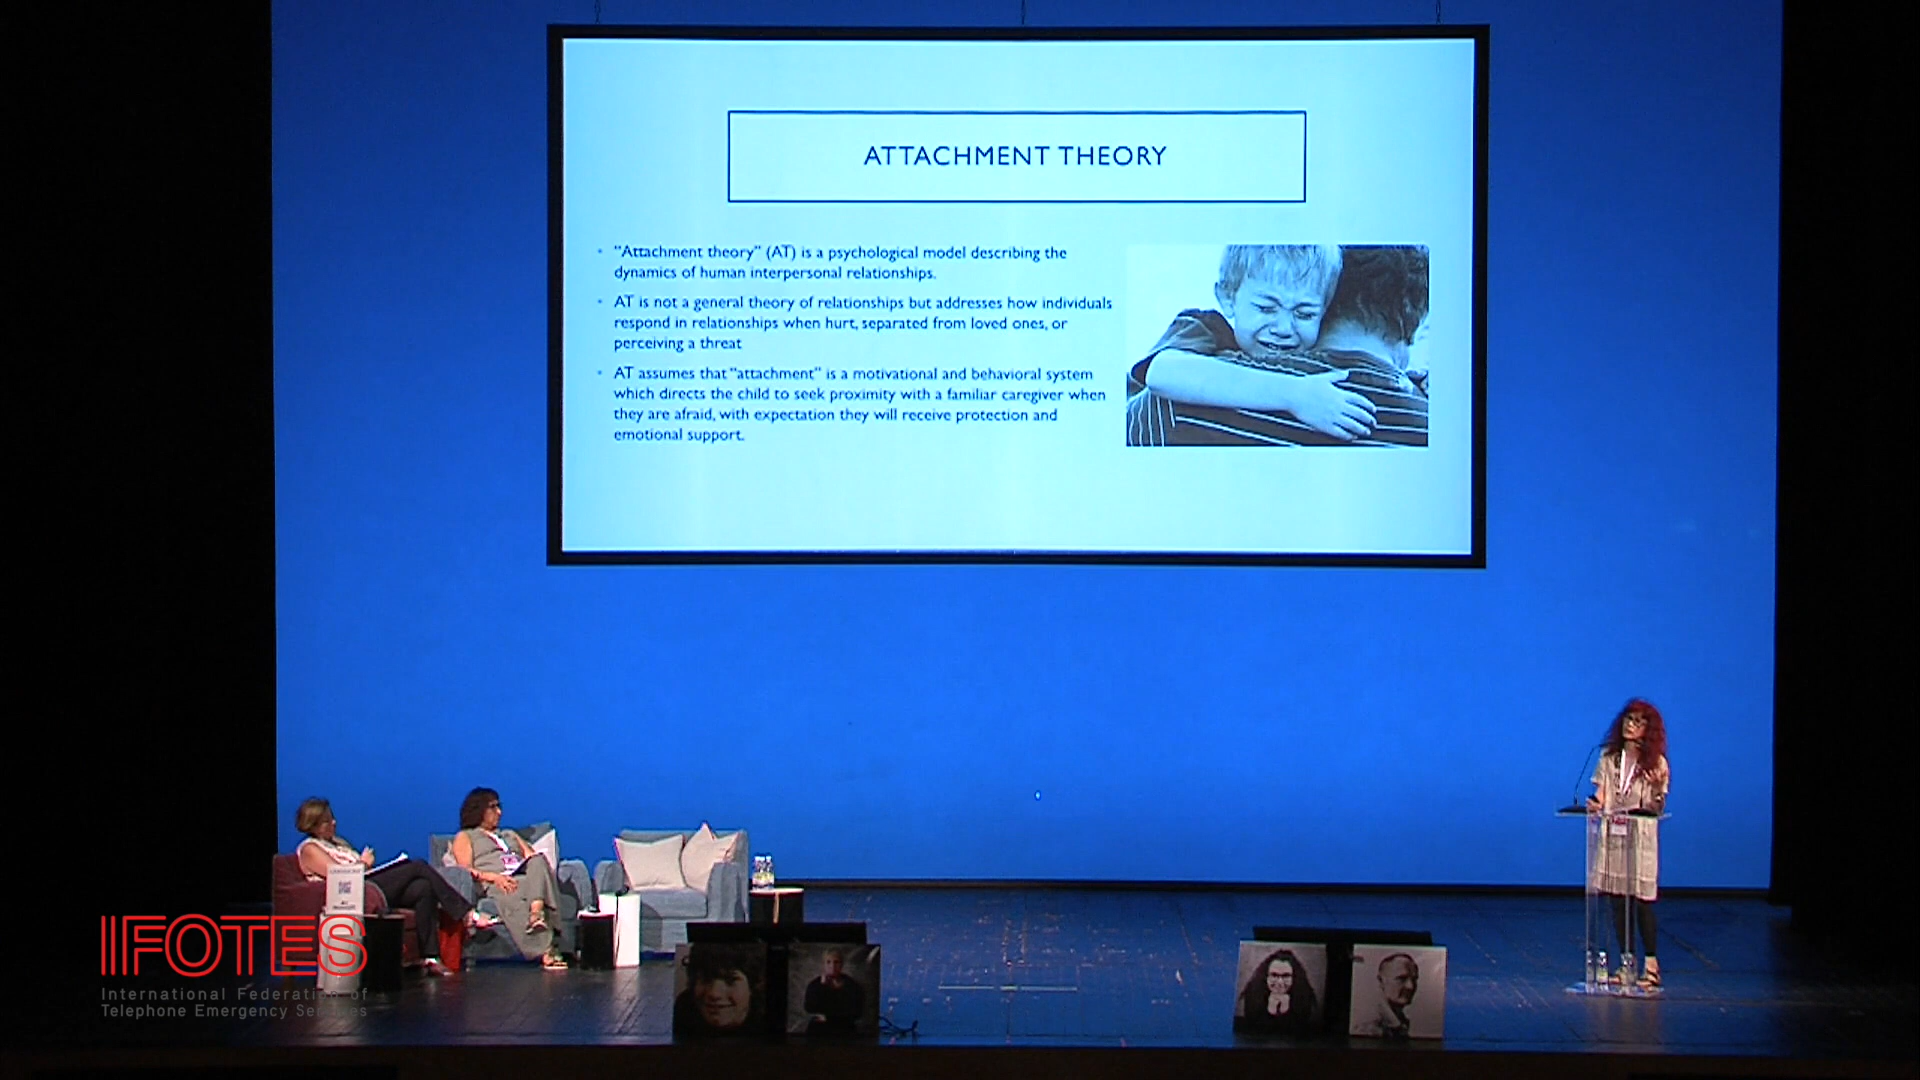 ATTACHMENT THEORY
• "Attachment theory" (AT) is a psychological model describing the
dynamics of human interpersonal relationships.
• AT is not a general theory of relationships but addresses how individuals
respond in relationships when hurt, separated from loved ones, or
perceiving a threat
• AT assumes that "attachment" is a motivational and behavioral system
which directs the child to seek proximity with a familiar caregiver when
they are afraid, with expectation they will receive protection and
emotional support.
IFOTES
International Federation of
Telephone Emergency Services